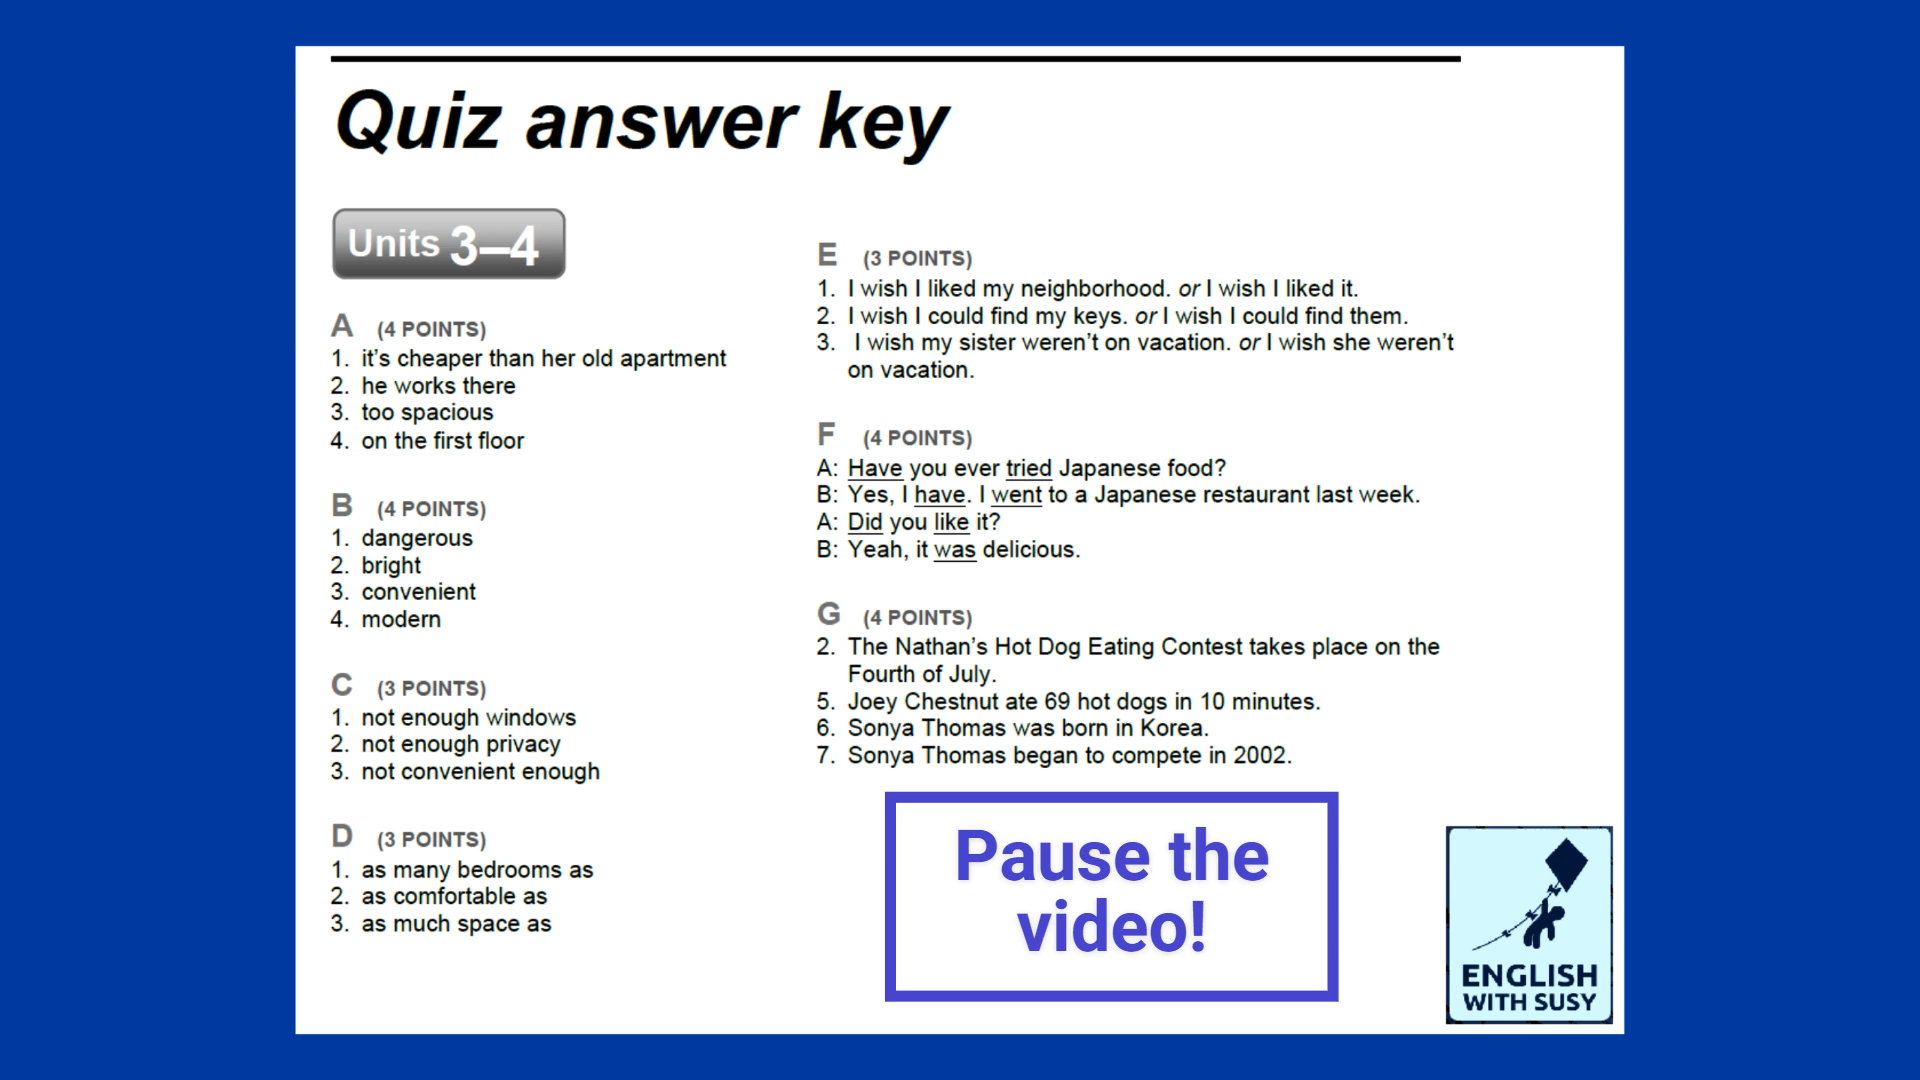 Quiz answer key
Units 3–4
A (4 POINTS)
1. it’s cheaper than her old apartment
2. he works there
3. too spacious
4. on the first floor
B (4 POINTS)
1. dangerous
2. bright
3. convenient
4. modern
C (3 POINTS)
1. not enough windows
2. not enough privacy
3. not convenient enough
D (3 POINTS)
1. as many bedrooms as
2. as comfortable as
3. as much space as
E (3 POINTS)
1. I wish I liked my neighborhood. or I wish I liked it.
2. I wish I could find my keys. or I wish I could find them.
3. I wish my sister weren’t on vacation. or I wish she weren’t
on vacation.
F (4 POINTS)
A: Have you ever tried Japanese food?
B: Yes, I have. I went to a Japanese restaurant last week.
A: Did you like it?
B: Yeah, it was delicious.
G (4 POINTS)
2. The Nathan’s Hot Dog Eating Contest takes place on the
Fourth of July.
5. Joey Chestnut ate 69 hot dogs in 10 minutes.
6. Sonya Thomas was born in Korea.
7. Sonya Thomas began to compete in 2002.
Pause the
video!
ENGLISH
WITH SUSY